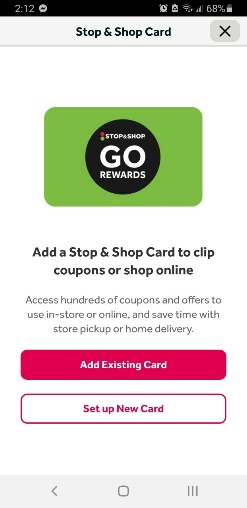 2:12 68%
Stop & Shop Card
STOP&SHOP
GO
REWARDS
Add a Stop & Shop Card to clip
coupons or shop online
Access hundreds of coupons and offers to
use in-store or online, and save time with
store pickup or home delivery.
Add Existing Card
Set up New Card